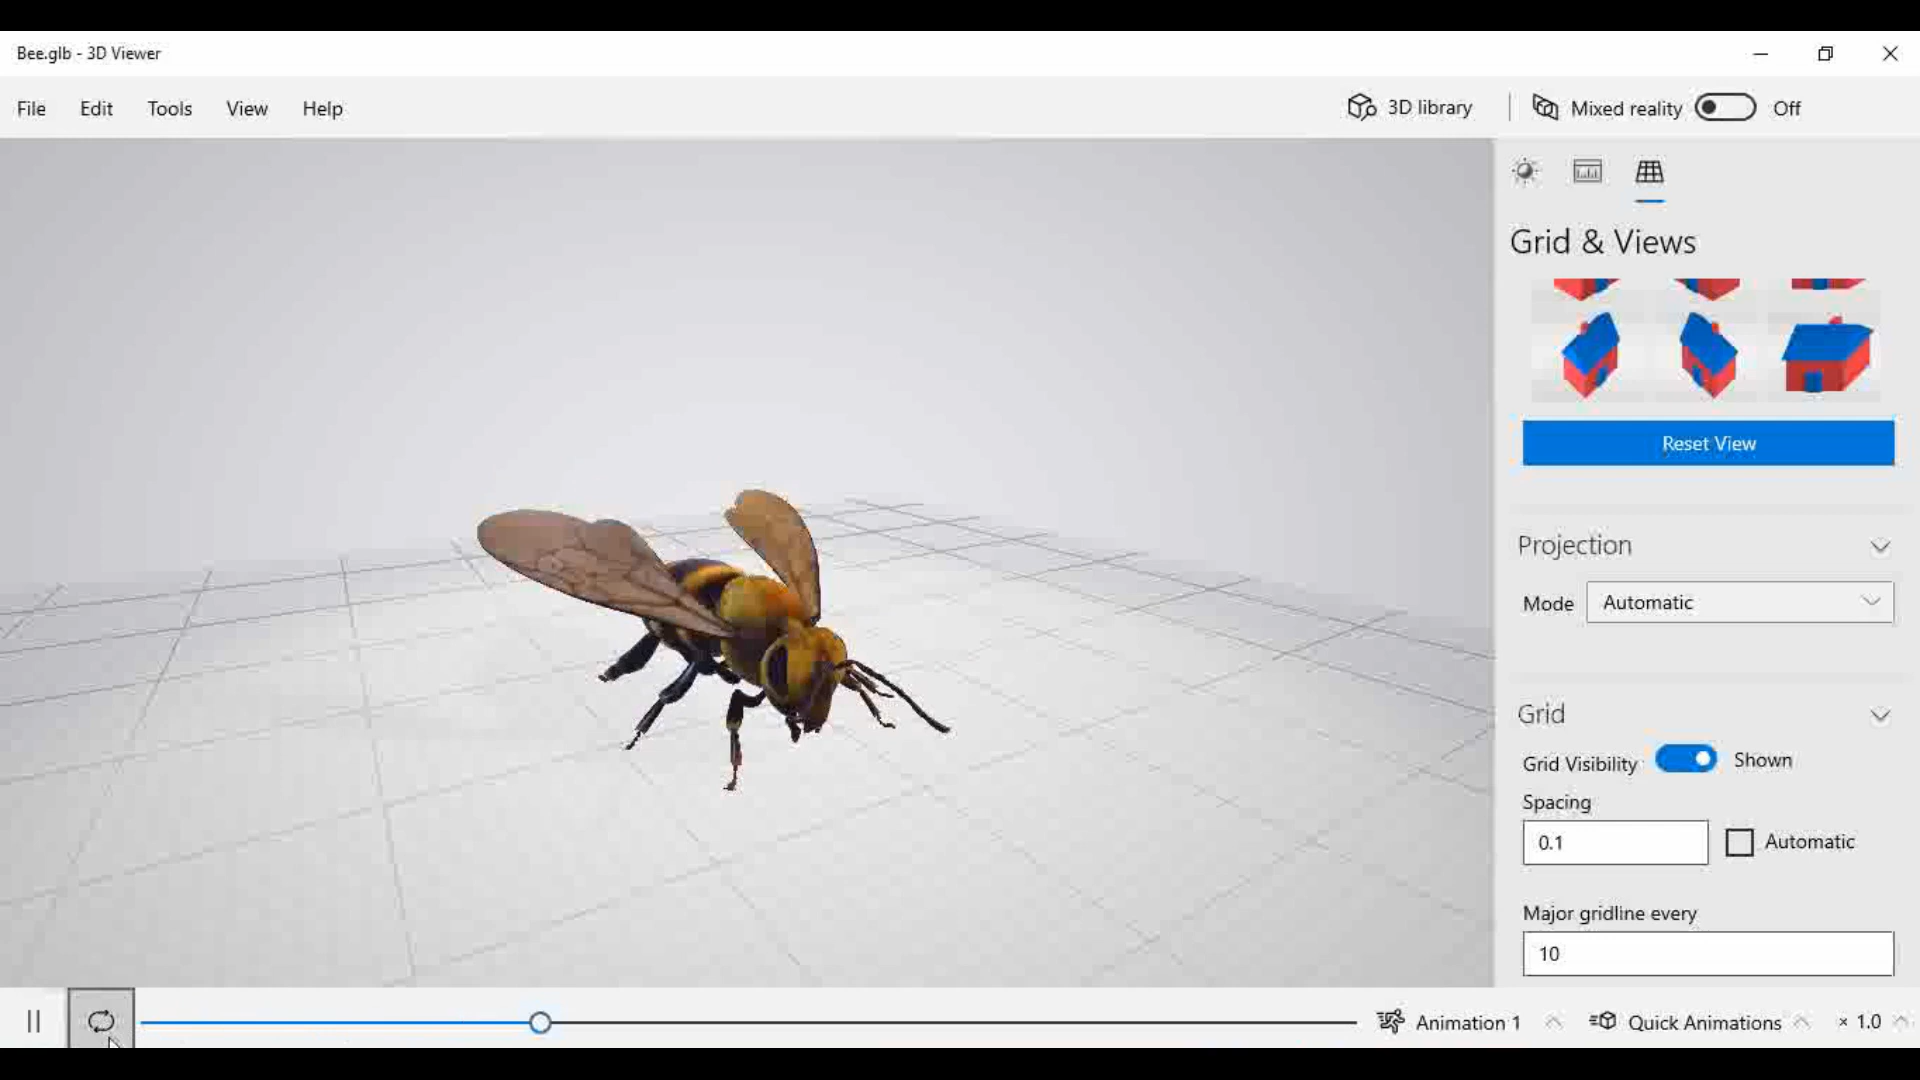 Bee.glb - 3D Viewer
File Edit Tools View Help
3D library
Mixed reality Off
Grid & Views
Reset View
Projection
Mode Automatic
Grid
Grid Visibility Shown
Spacing
0.1 Automatic
Major gridline every
10
Animation 1 Quick Animations × 1.0